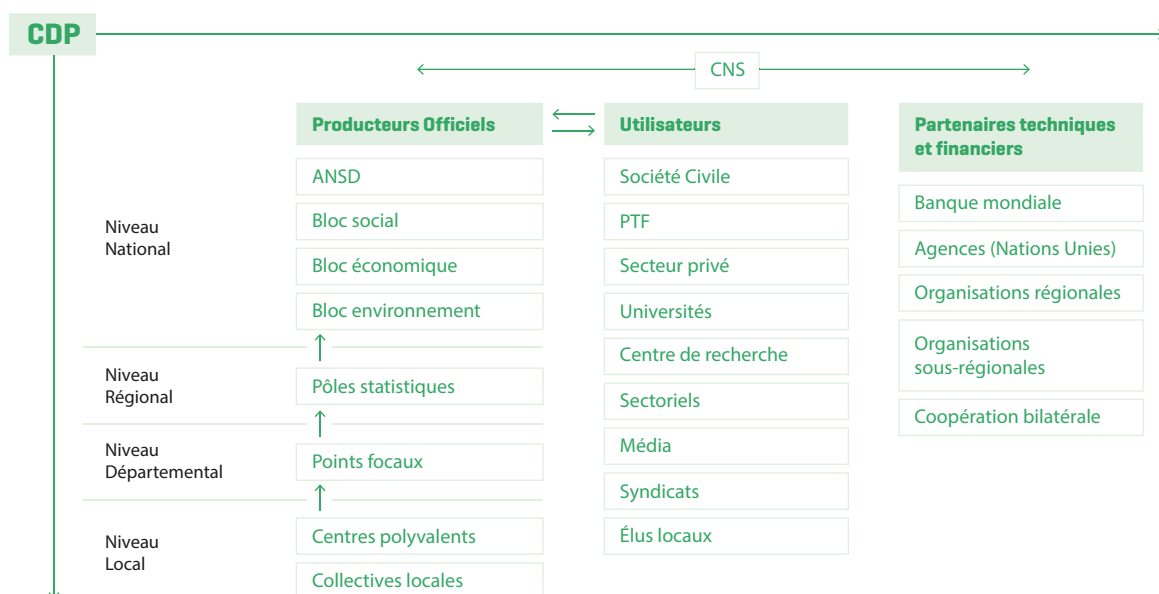 CDP
CNS
Producteurs Officiels
Utilisateurs
Partenaires techniques
et financiers
Niveau
National
ANSD
Bloc social
Bloc économique
Bloc environnement
Niveau
Régional
Pôles statistiques
Niveau
Départemental
Points focaux
Niveau
Local
Centres polyvalents
Collectives locales
Société Civile
PTF
Secteur privé
Universités
Centre de recherche
Sectoriels
Média
Syndicats
Élus locaux
Banque mondiale
Agences (Nations Unies)
Organisations régionales
Organisations
sous-régionales
Coopération bilatérale